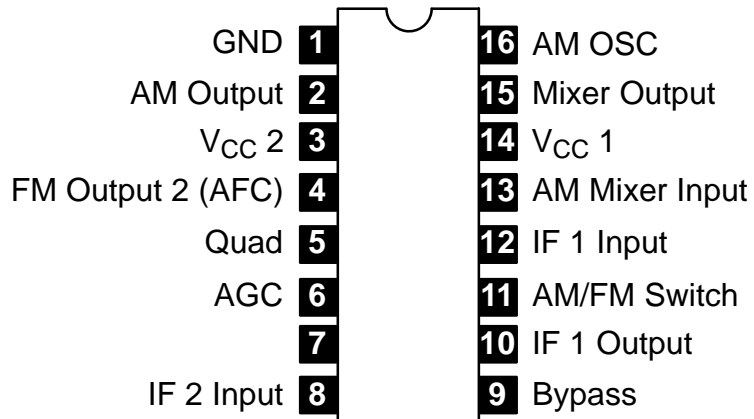 GND 1 16 AM OSC
AM Output 2 15 Mixer Output
VCC 2 3 14 VCC 1
FM Output 2 (AFC) 4 13 AM Mixer Input
Quad 5 12 IF 1 Input
AGC 6 11 AM/FM Switch
7 10 IF 1 Output
IF 2 Input 8 9 Bypass